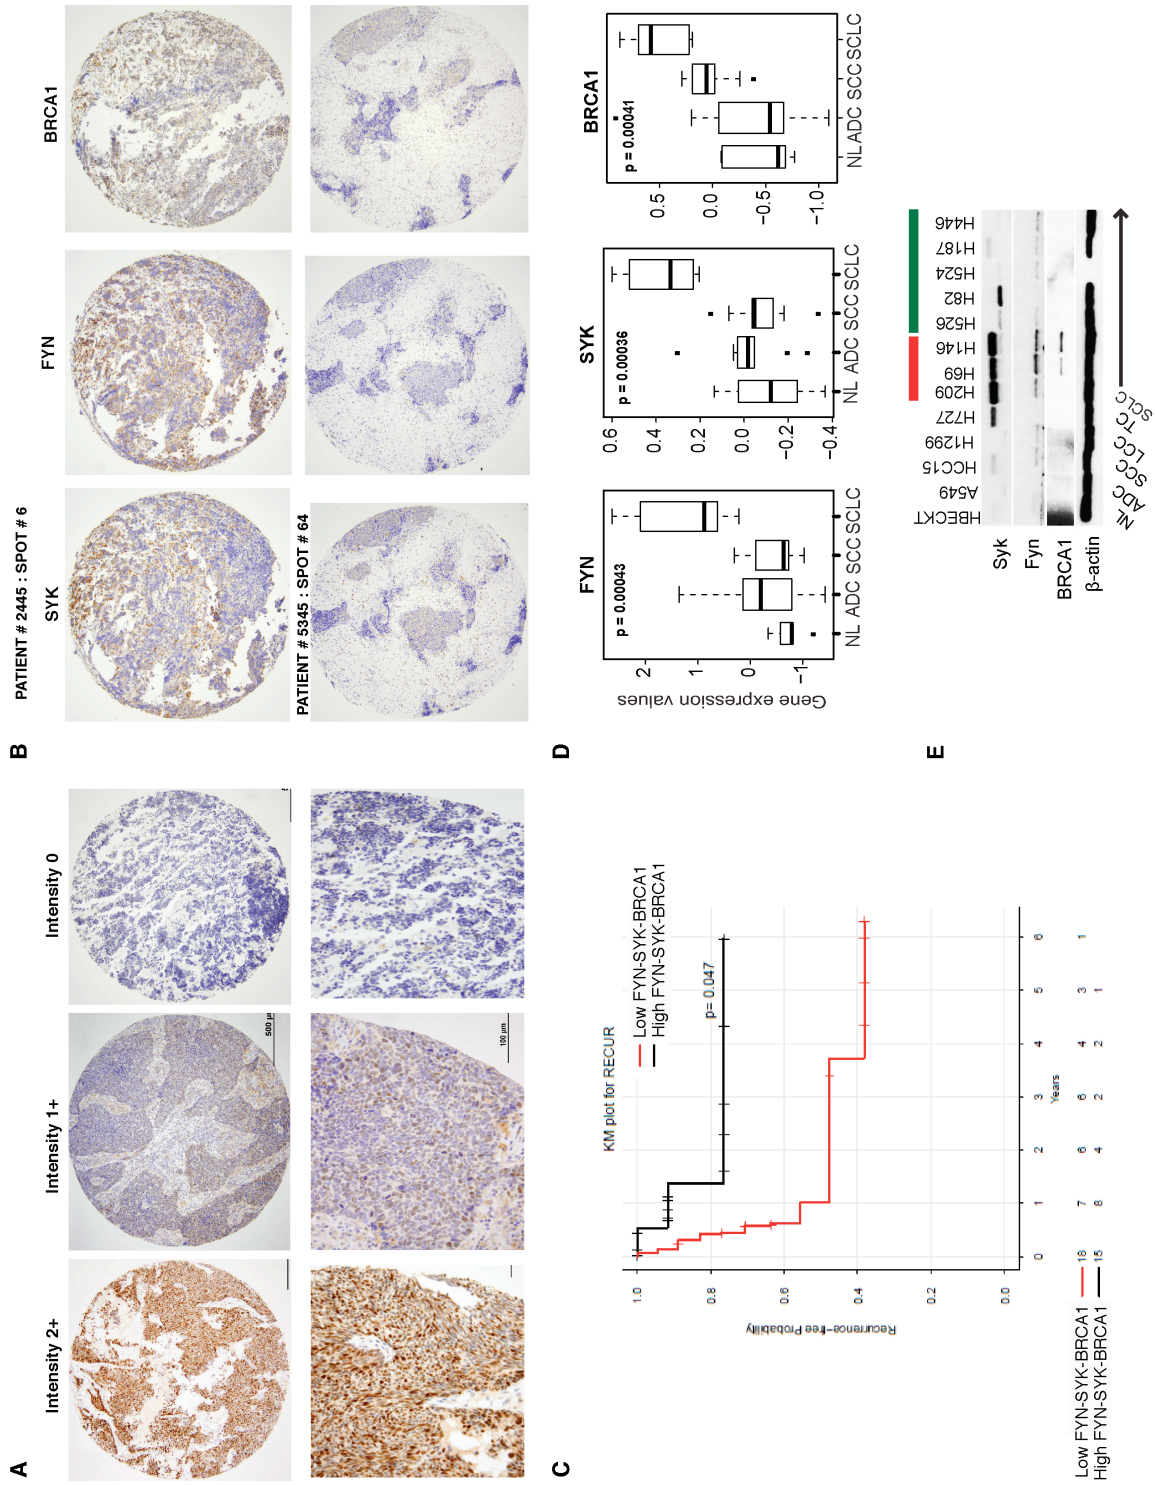 A
Intensity 2+
Intensity 1+
Intensity 0
500 µ
100 µm
B
PATIENT # 2445 : SPOT # 6
SYK
FYN
BRCA1
PATIENT # 5345 : SPOT # 64
C
KM plot for RECUR
Low FYN-SYK-BRCA1
High FYN-SYK-BRCA1
p= 0.047
Recurrence-free Probability
1.0
0.8
0.6
0.4
0.2
0.0
0 1 2 3 4 5 6
Years
Low FYN-SYK-BRCA1 18 7 6 6 4 3 1
High FYN-SYK-BRCA1 15 8 4 2 2 1
D
Gene expression values
FYN
p = 0.00043
2
1
0
-1
NL ADC SCC SCLC
SYK
p = 0.00036
0.6
0.4
0.2
0.0
-0.2
-0.4
NL ADC SCC SCLC
BRCA1
p = 0.00041
0.5
0.0
-0.5
-1.0
NL ADC SCC SCLC
E
HBECKT A549 HCC15 H1299 H727 H209 H69 H146 H526 H82 H524 H187 H446
Syk
Fyn
BRCA1
β-actin
NL ADC SCC LCC TC SCLC